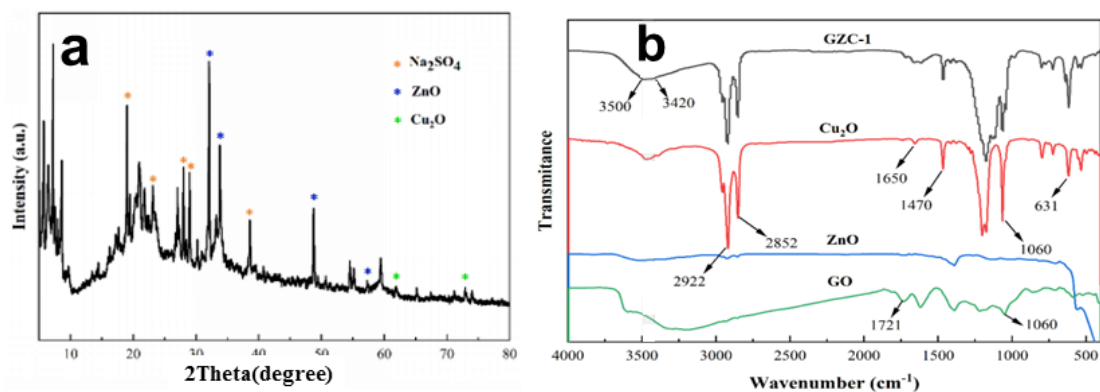 a
* Na₂SO₄
* ZnO
* Cu₂O
Intensity (a.u.)
10 20 30 40 50 60 70 80
2Theta(degree)
b
GZC-1
3500 3420
Cu₂O
1650
1470
631
2852
1060
ZnO
2922
GO
1721
1060
Transmitance
4000 3500 3000 2500 2000 1500 1000 500
Wavenumber (cm⁻¹)